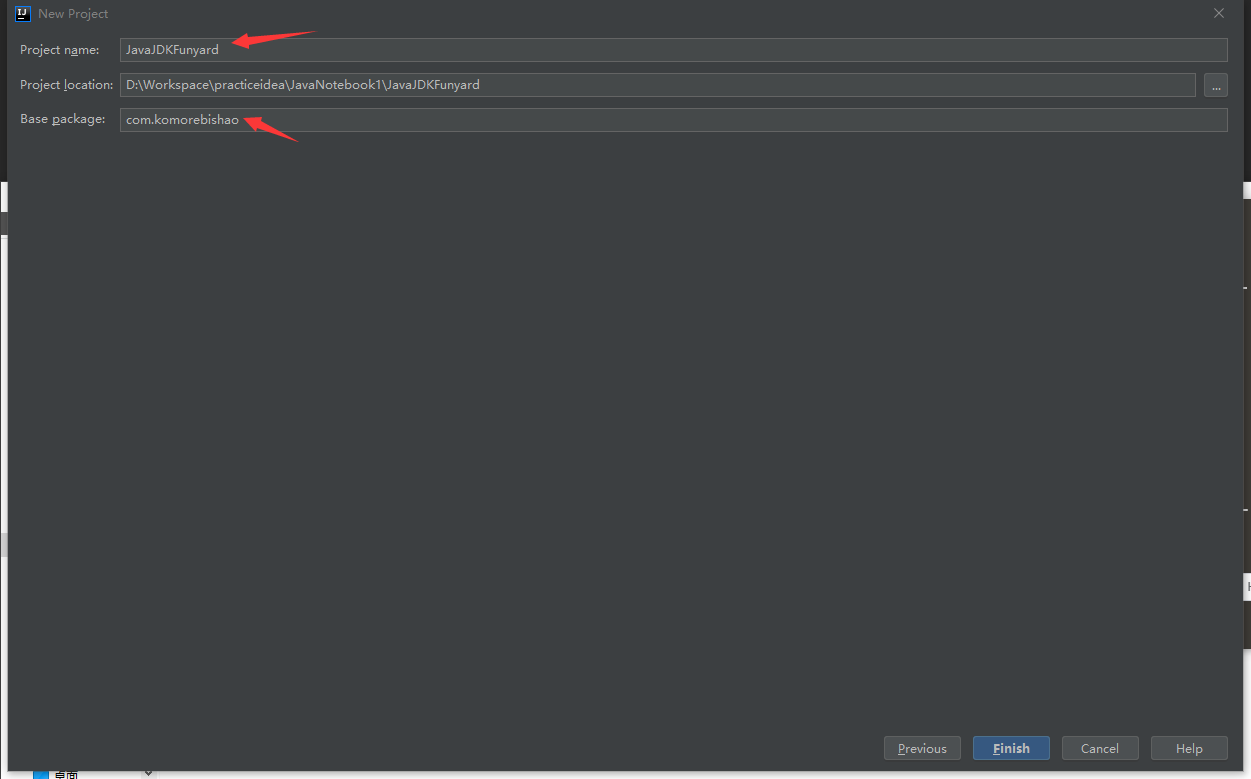 New Project
Project name: JavaJDKFunyard
Project location: D:\Workspace\practiceidea\JavaNotebook1\JavaJDKFunyard ...
Base package: com.komorebishao
Previous Finish Cancel Help
桌面